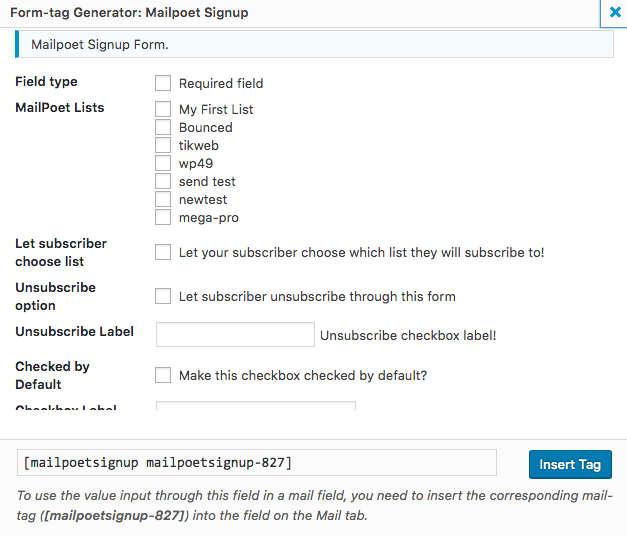 Form-tag Generator: Mailpoet Signup
Mailpoet Signup Form.
Field type
Required field
MailPoet Lists
My First List
Bounced
tikweb
wp49
send test
newtest
mega-pro
Let subscriber
choose list
Let your subscriber choose which list they will subscribe to!
Unsubscribe
option
Let subscriber unsubscribe through this form
Unsubscribe Label
Unsubscribe checkbox label!
Checked by
Default
Make this checkbox checked by default?
Checkbox Label
[mailpoetsignup mailpoetsignup-827]
Insert Tag
To use the value input through this field in a mail field, you need to insert the corresponding mail-
tag ([mailpoetsignup-827]) into the field on the Mail tab.